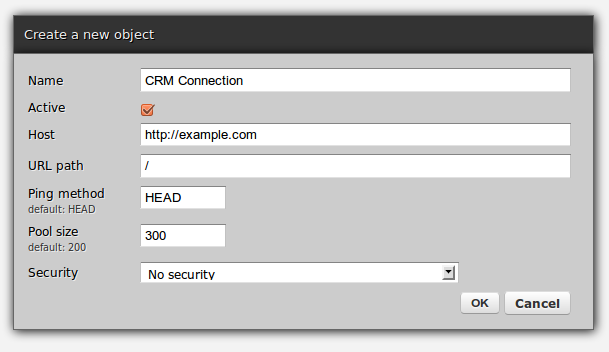 Create a new object
Name CRM Connection
Active
Host http://example.com
URL path /
Ping method HEAD
default: HEAD
Pool size 300
default: 200
Security No security
OK Cancel